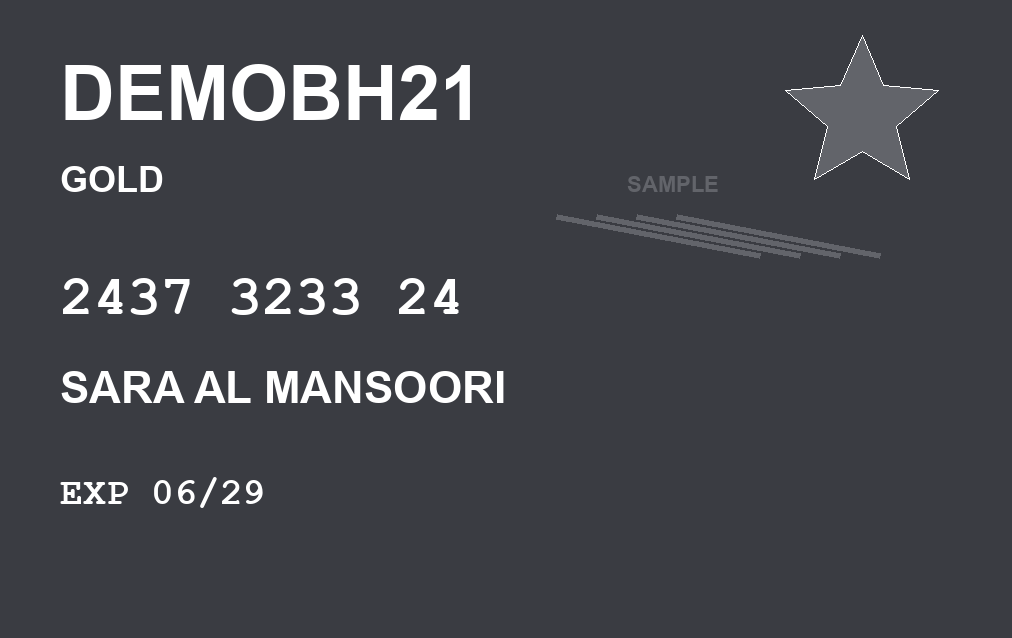 DEMOBH21
GOLD
SAMPLE
2437 3233 24
SARA AL MANSOORI
EXP 06/29